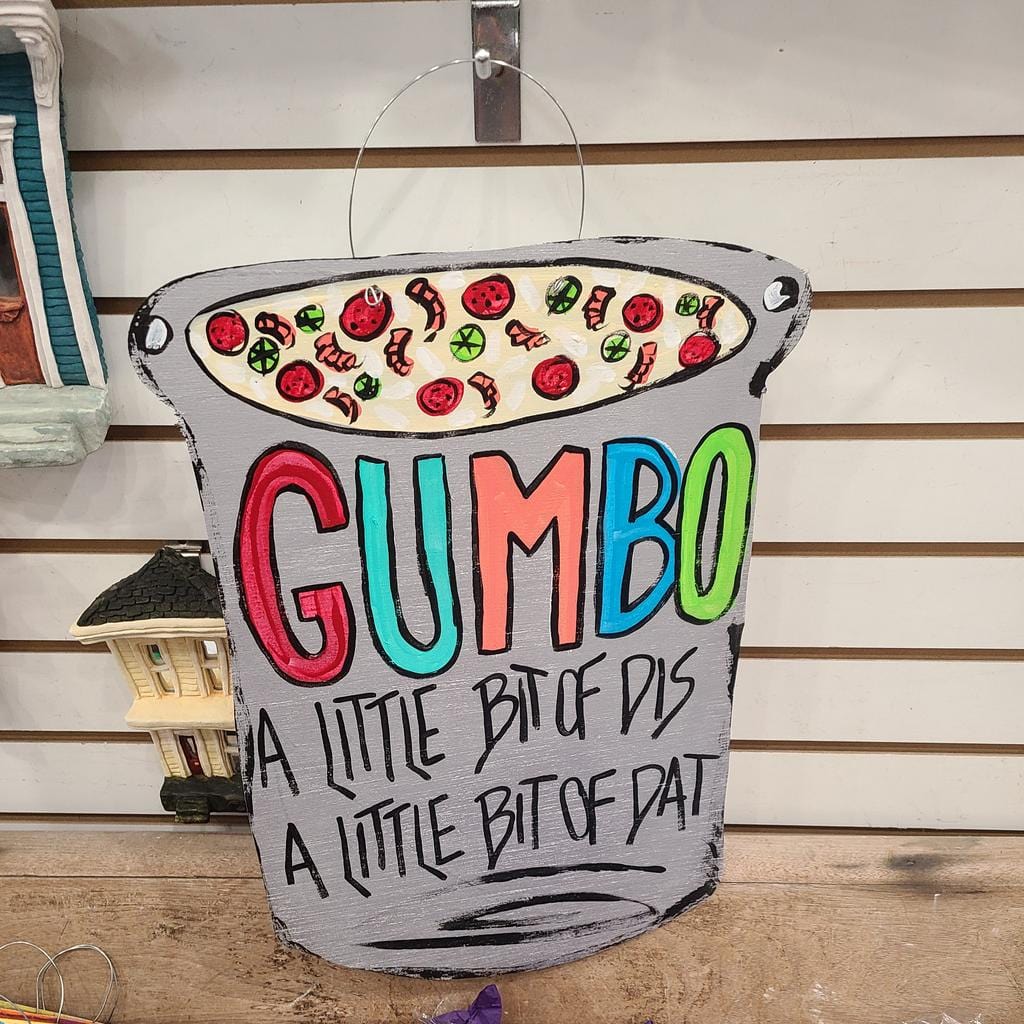 GUMBO
A LITTLE BIT OF DIS
A LITTLE BIT OF DAT